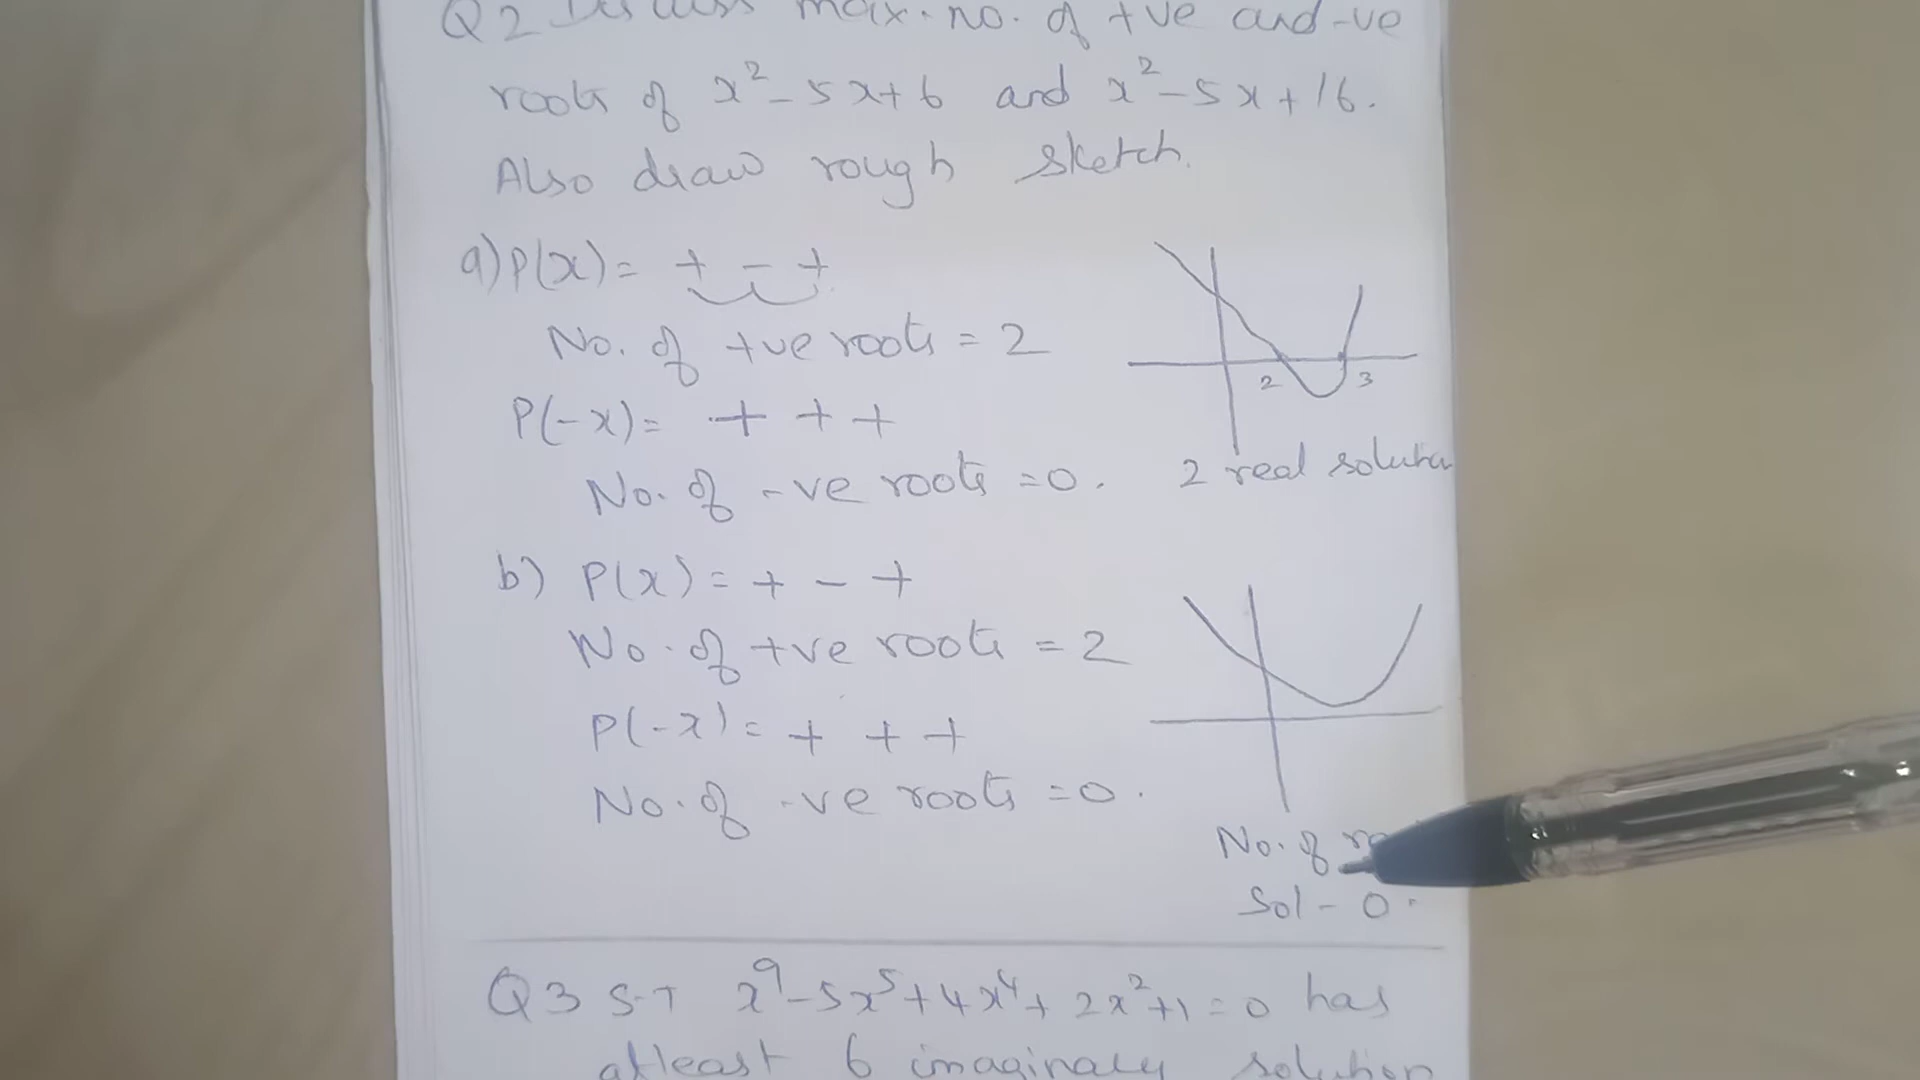 Q2 Discuss max. no. of +ve and -ve
roots of x²-5x+6 and x²-5x+16.
Also draw rough sketch.
a) P(x) = + - +
No. of +ve roots = 2
2 3
P(-x) = + + +
No. of -ve roots = 0.
2 real solution
b) P(x) = + - +
No. of +ve roots = 2
P(-x) = + + +
No. of -ve roots = 0.
No. of
Sol - 0.
Q3 S.T x⁹-5x⁵+4x⁴+2x²+1=0 has
atleast 6 imaginary solution